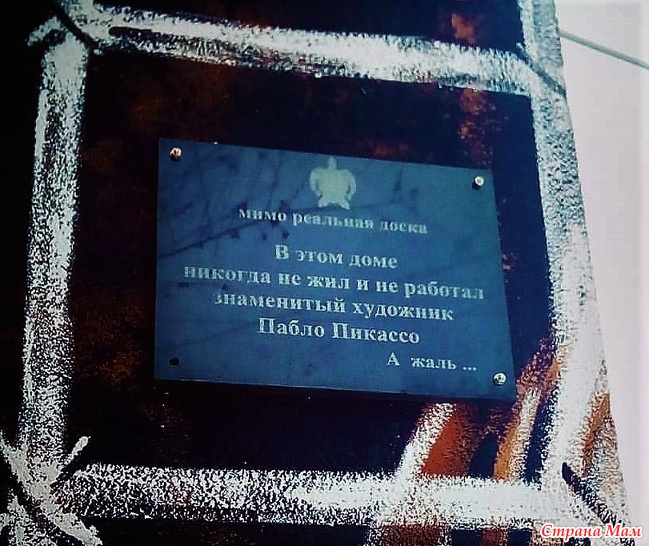 мимо реальная доска
В этом доме
никогда не жил и не работал
знаменитый художник
Пабло Пикассо
А жаль ...
Страна Мам